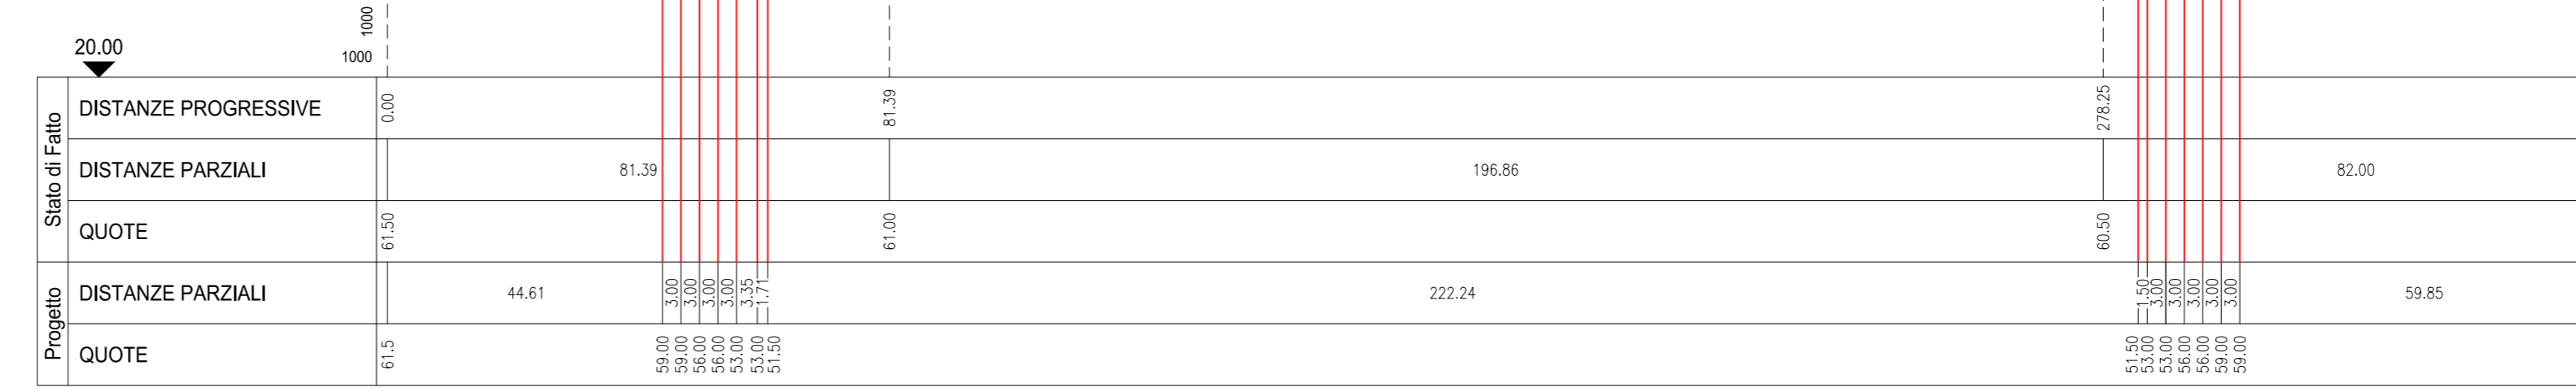 1000
20.00
1000
Stato di Fatto
DISTANZE PROGRESSIVE 0.00 81.39 278.25
DISTANZE PARZIALI 81.39 196.86 82.00
QUOTE 61.50 61.00 60.50
Progetto
DISTANZE PARZIALI 44.61 3.00 3.00 3.00 3.00 3.35 1.71 222.24 1.50 3.00 3.00 3.00 3.00 3.00 59.85
QUOTE 61.5 59.00 59.00 56.00 56.00 53.00 53.00 51.50 51.50 53.00 53.00 56.00 56.00 59.00 59.00